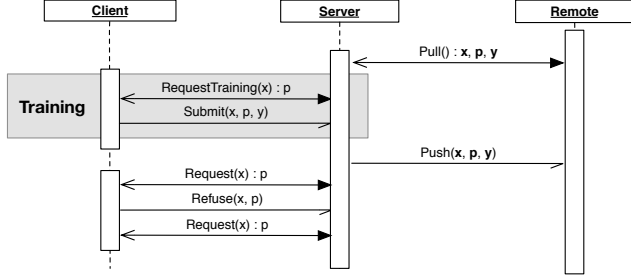 Client
Server
Remote
Pull() : x, p, y
RequestTraining(x) : p
Training
Submit(x, p, y)
Push(x, p, y)
Request(x) : p
Refuse(x, p)
Request(x) : p